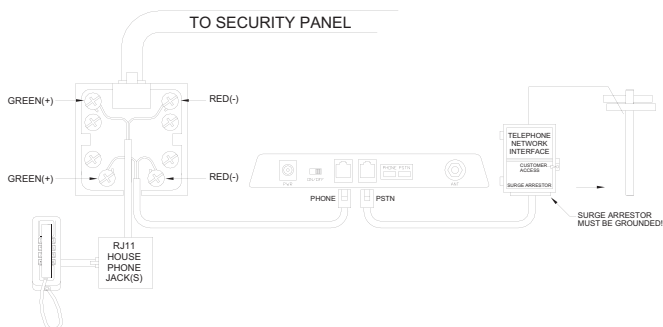 TO SECURITY PANEL
GREEN(+)
RED(-)
GREEN(+)
RED(-)
PWR
ON-OFF
PHONE PSTN
ANT
PHONE
PSTN
TELEPHONE
NETWORK
INTERFACE
CUSTOMER
ACCESS
SURGE ARRESTOR
SURGE ARRESTOR
MUST BE GROUNDED!
RJ11
HOUSE
PHONE
JACK(S)